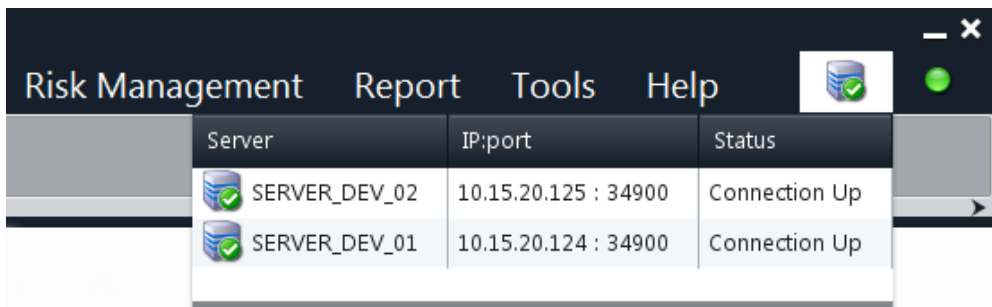 Risk Management Report Tools Help
Server IP:port Status
SERVER_DEV_02 10.15.20.125 : 34900 Connection Up
SERVER_DEV_01 10.15.20.124 : 34900 Connection Up